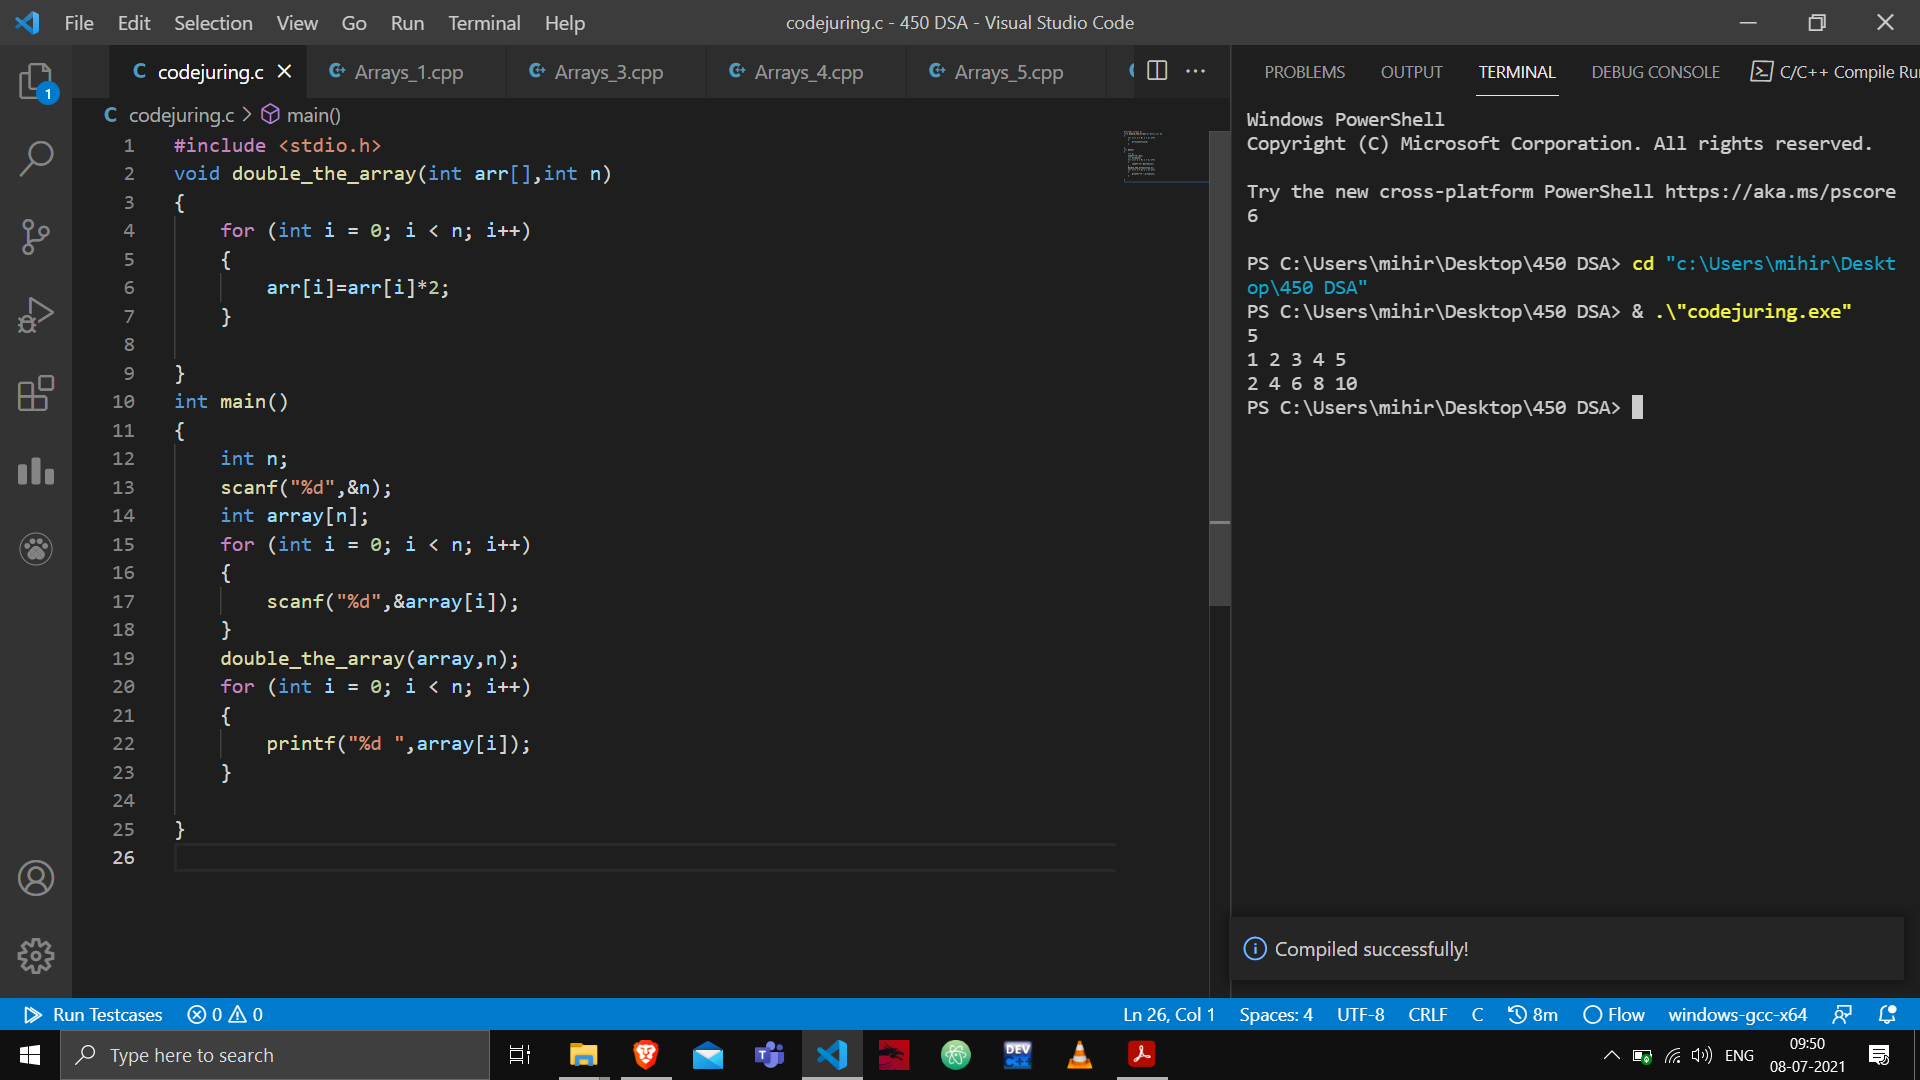 File Edit Selection View Go Run Terminal Help
codejuring.c - 450 DSA - Visual Studio Code
codejuring.c Arrays_1.cpp Arrays_3.cpp Arrays_4.cpp Arrays_5.cpp
codejuring.c > main()
1 #include <stdio.h>
2 void double_the_array(int arr[],int n)
3 {
4     for (int i = 0; i < n; i++)
5     {
6         arr[i]=arr[i]*2;
7     }
8
9 }
10 int main()
11 {
12     int n;
13     scanf("%d",&n);
14     int array[n];
15     for (int i = 0; i < n; i++)
16     {
17         scanf("%d",&array[i]);
18     }
19     double_the_array(array,n);
20     for (int i = 0; i < n; i++)
21     {
22         printf("%d ",array[i]);
23     }
24
25 }
26
1
PROBLEMS OUTPUT TERMINAL DEBUG CONSOLE C/C++ Compile Ru
Windows PowerShell
Copyright (C) Microsoft Corporation. All rights reserved.
Try the new cross-platform PowerShell https://aka.ms/pscore
6
PS C:\Users\mihir\Desktop\450 DSA> cd "c:\Users\mihir\Deskt
op\450 DSA"
PS C:\Users\mihir\Desktop\450 DSA> & .\"codejuring.exe"
5
1 2 3 4 5
2 4 6 8 10
PS C:\Users\mihir\Desktop\450 DSA>
Compiled successfully!
Run Testcases 0 0 Ln 26, Col 1 Spaces: 4 UTF-8 CRLF C 8m Flow windows-gcc-x64
Type here to search
DEV C++
ENG
09:50
08-07-2021